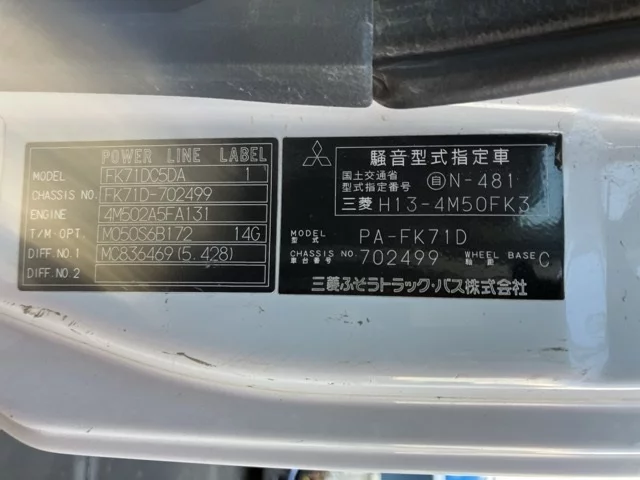 POWER LINE LABEL
MODEL FK71DC5DA 1
CHASSIS NO. FK71D-702499
ENGINE 4M502A5FA131
T/M-OPT. M050S6B172 14G
DIFF.NO.1 MC836469(5.428)
DIFF.NO.2
騒音型式指定車
国土交通省
型式指定番号 自N-481
三菱 H13-4M50FK3
MODEL
型式 PA-FK71D
CHASSIS NO.
車台番号 702499
WHEEL BASE
軸距 C
三菱ふそうトラック・バス株式会社